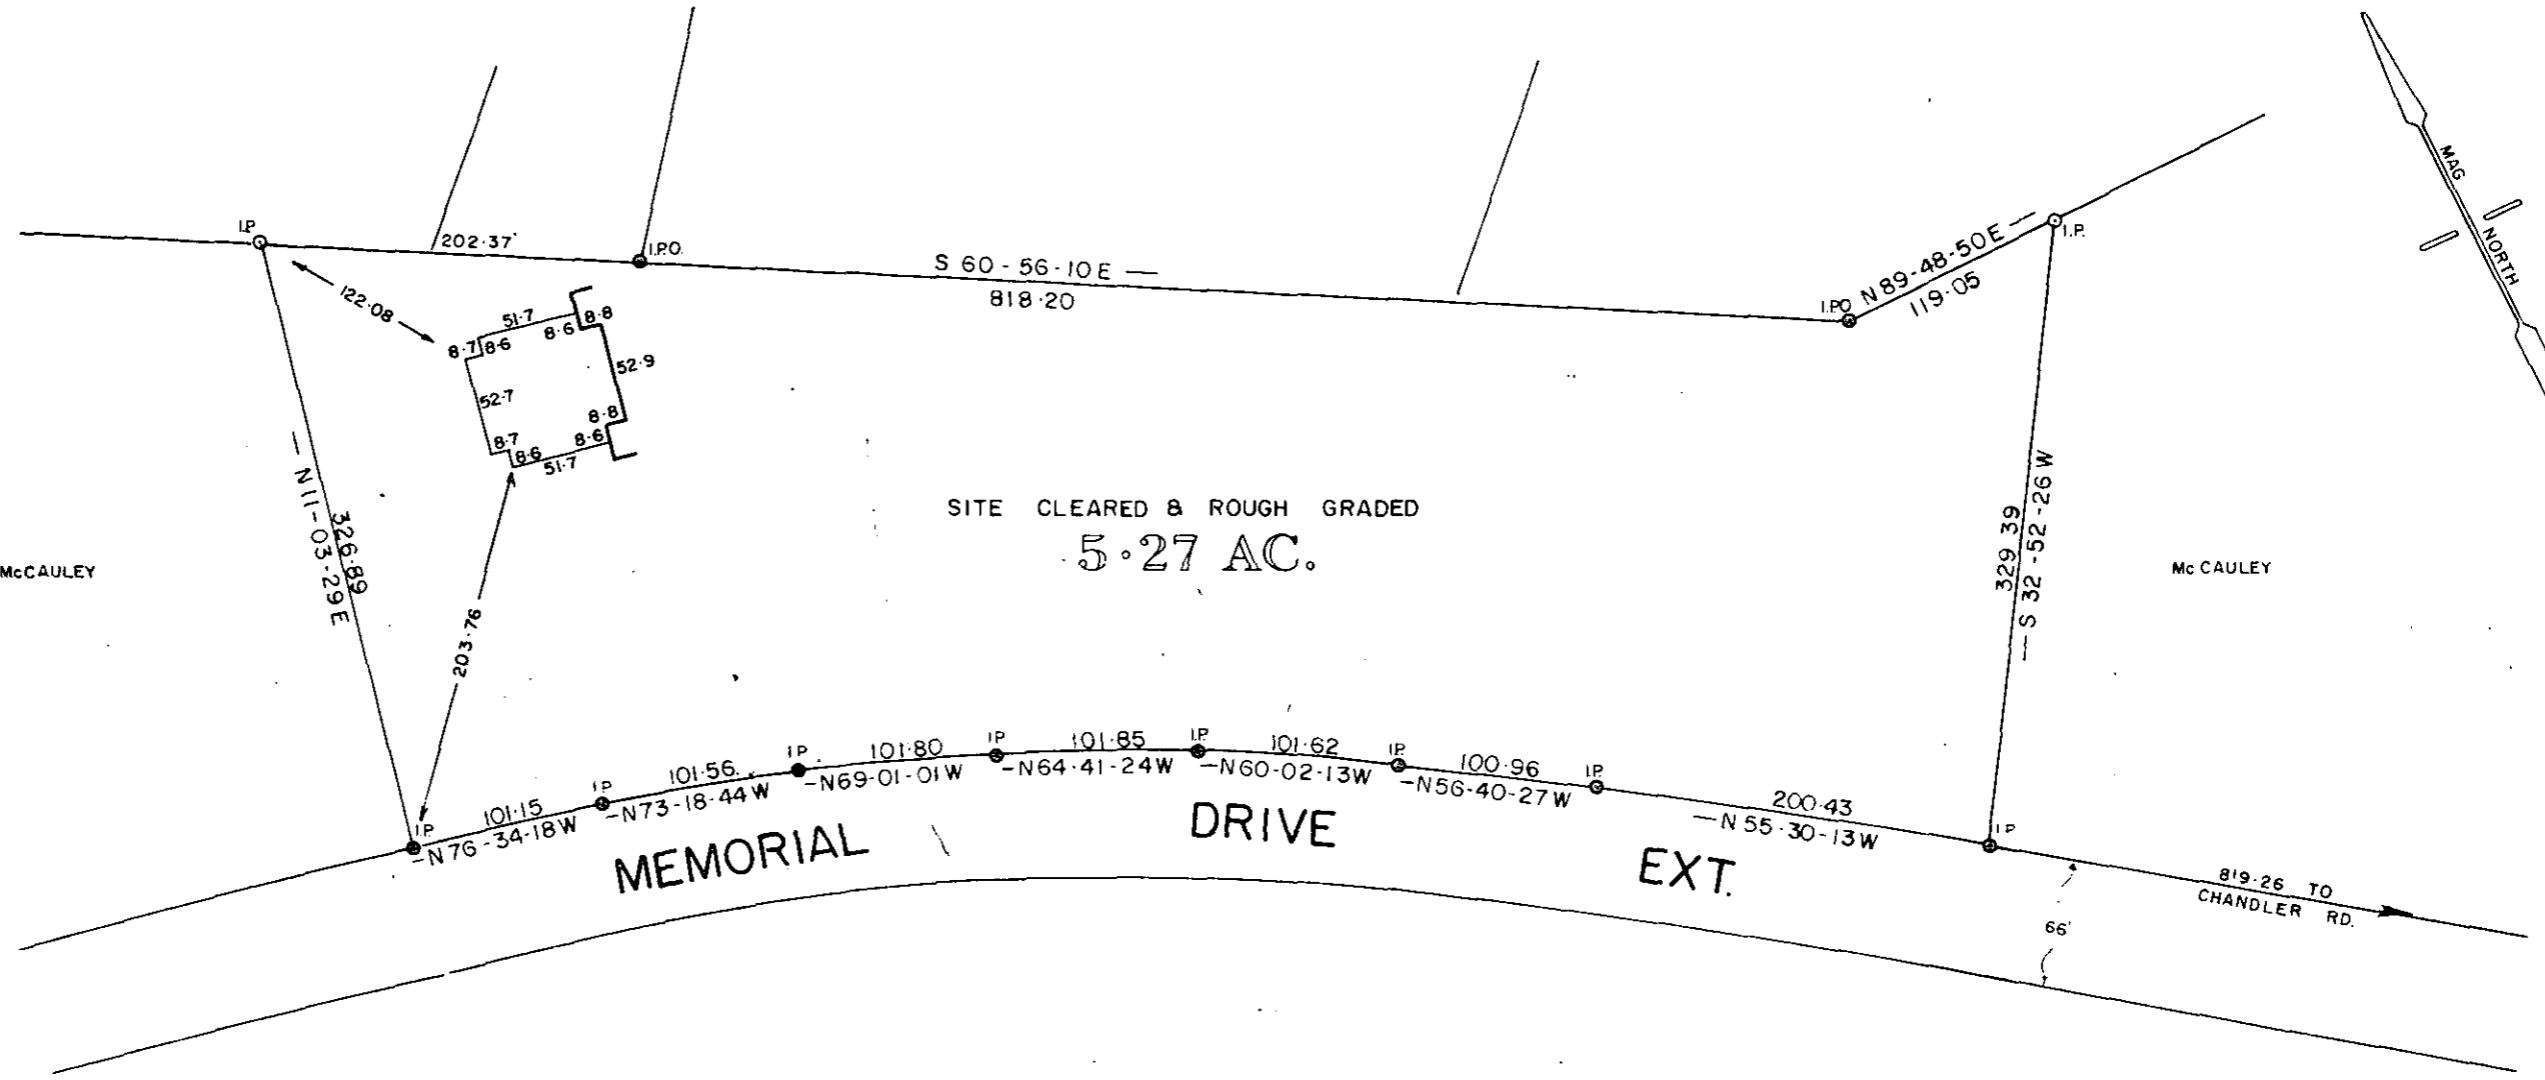 MAG NORTH
I.P.
202.37'
I.P.O.
S 60-56-10 E —
818.20
I.P.O.
N 89-48-50 E —
119.05
I.P.
122.08
51.7
8.6
8.8
8.7
8.6
52.9
52.7
8.8
8.7
8.6
8.6
51.7
— N 11-03-29 E
326.89
203.76
SITE CLEARED & ROUGH GRADED
5.27 AC.
329.39
— S 32-52-26 W
McCAULEY
McCAULEY
I.P.
101.15
— N 76-34-18 W
I.P.
101.56
— N 73-18-44 W
I.P.
101.80
— N 69-01-01 W
I.P.
101.85
— N 64-41-24 W
I.P.
101.62
— N 60-02-13 W
I.P.
100.96
— N 56-40-27 W
I.P.
200.43
— N 55-30-13 W
I.P.
MEMORIAL DRIVE EXT.
819.26 TO
CHANDLER RD.
66'